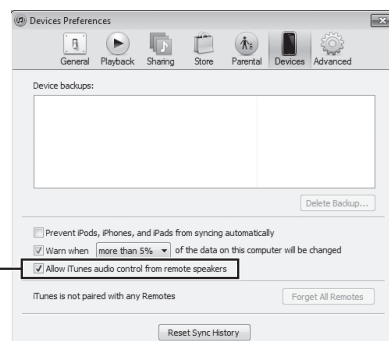 Devices Preferences
General Playback Sharing Store Parental Devices Advanced
Device backups:
Delete Backup...
Prevent iPods, iPhones, and iPads from syncing automatically
Warn when more than 5% of the data on this computer will be changed
Allow iTunes audio control from remote speakers
iTunes is not paired with any Remotes
Forget All Remotes
Reset Sync History